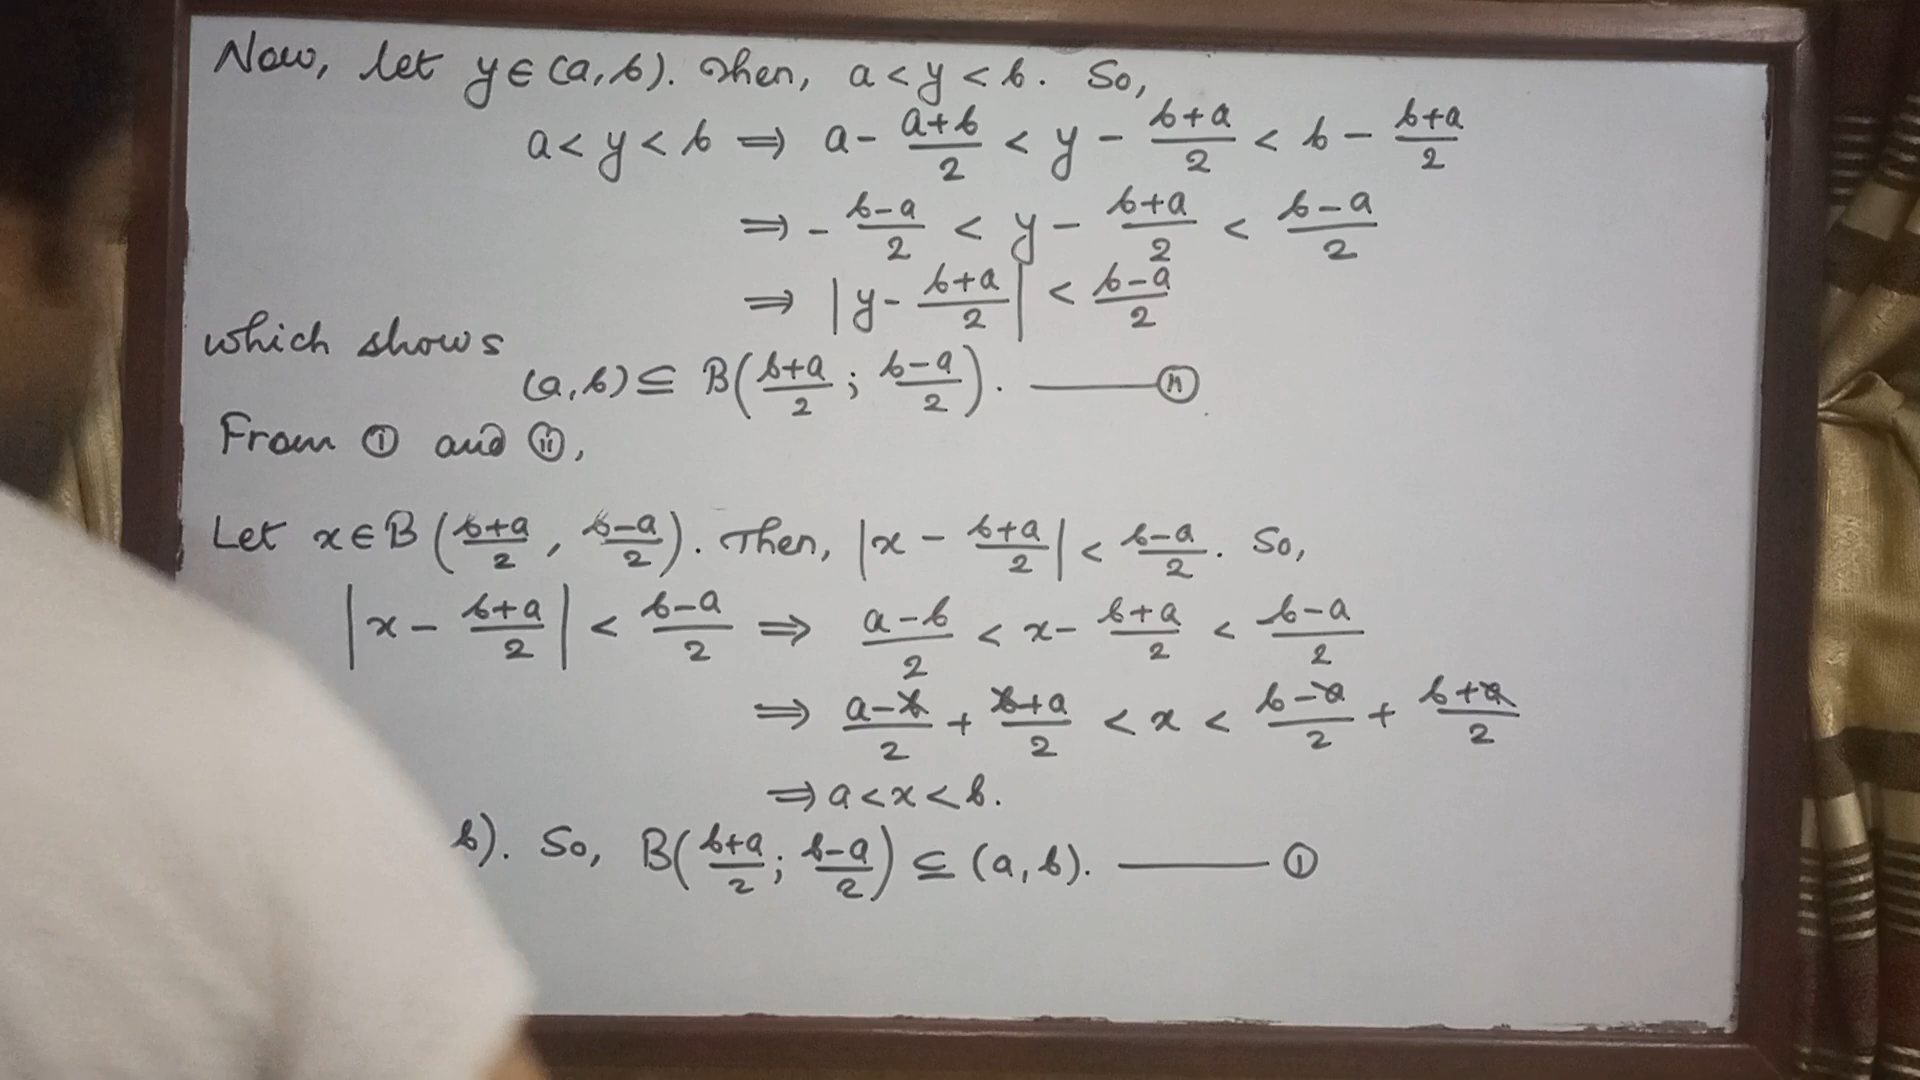 Now, let y∈(a,b). Then, a<y<b. So,
a<y<b ⇒ a- (a+b)/2 < y - (b+a)/2 < b - (b+a)/2
⇒ - (b-a)/2 < y - (b+a)/2 < (b-a)/2
⇒ |y - (b+a)/2| < (b-a)/2
which shows
(a,b) ⊆ B((b+a)/2 ; (b-a)/2). —— (ii)
From (i) and (ii),
Let x∈B((b+a)/2 , (b-a)/2). Then, |x - (b+a)/2| < (b-a)/2. So,
|x - (b+a)/2| < (b-a)/2 ⇒ (a-b)/2 < x - (b+a)/2 < (b-a)/2
⇒ (a-b)/2 + (b+a)/2 < x < (b-a)/2 + (b+a)/2
⇒ a<x<b.
b). So, B((b+a)/2 ; (b-a)/2) ⊆ (a,b). —— (i)